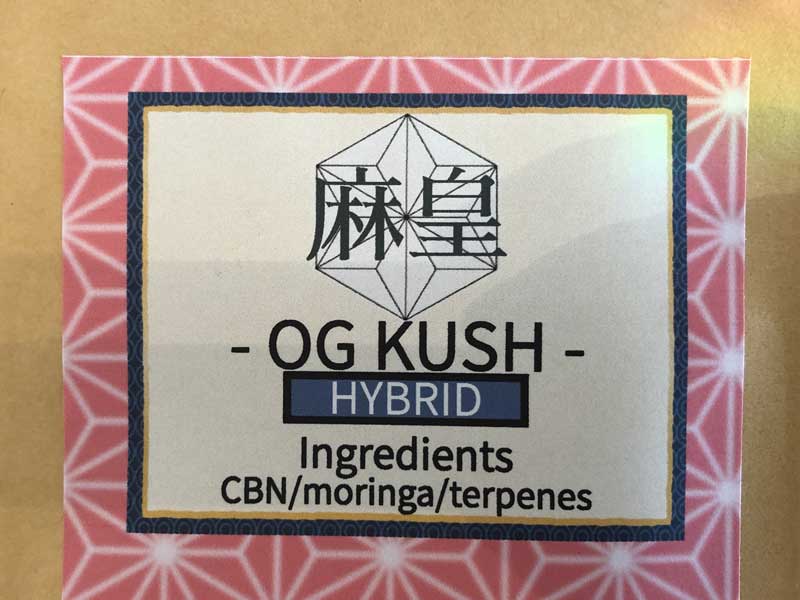 麻皇
- OG KUSH -
HYBRID
Ingredients
CBN/moringa/terpenes